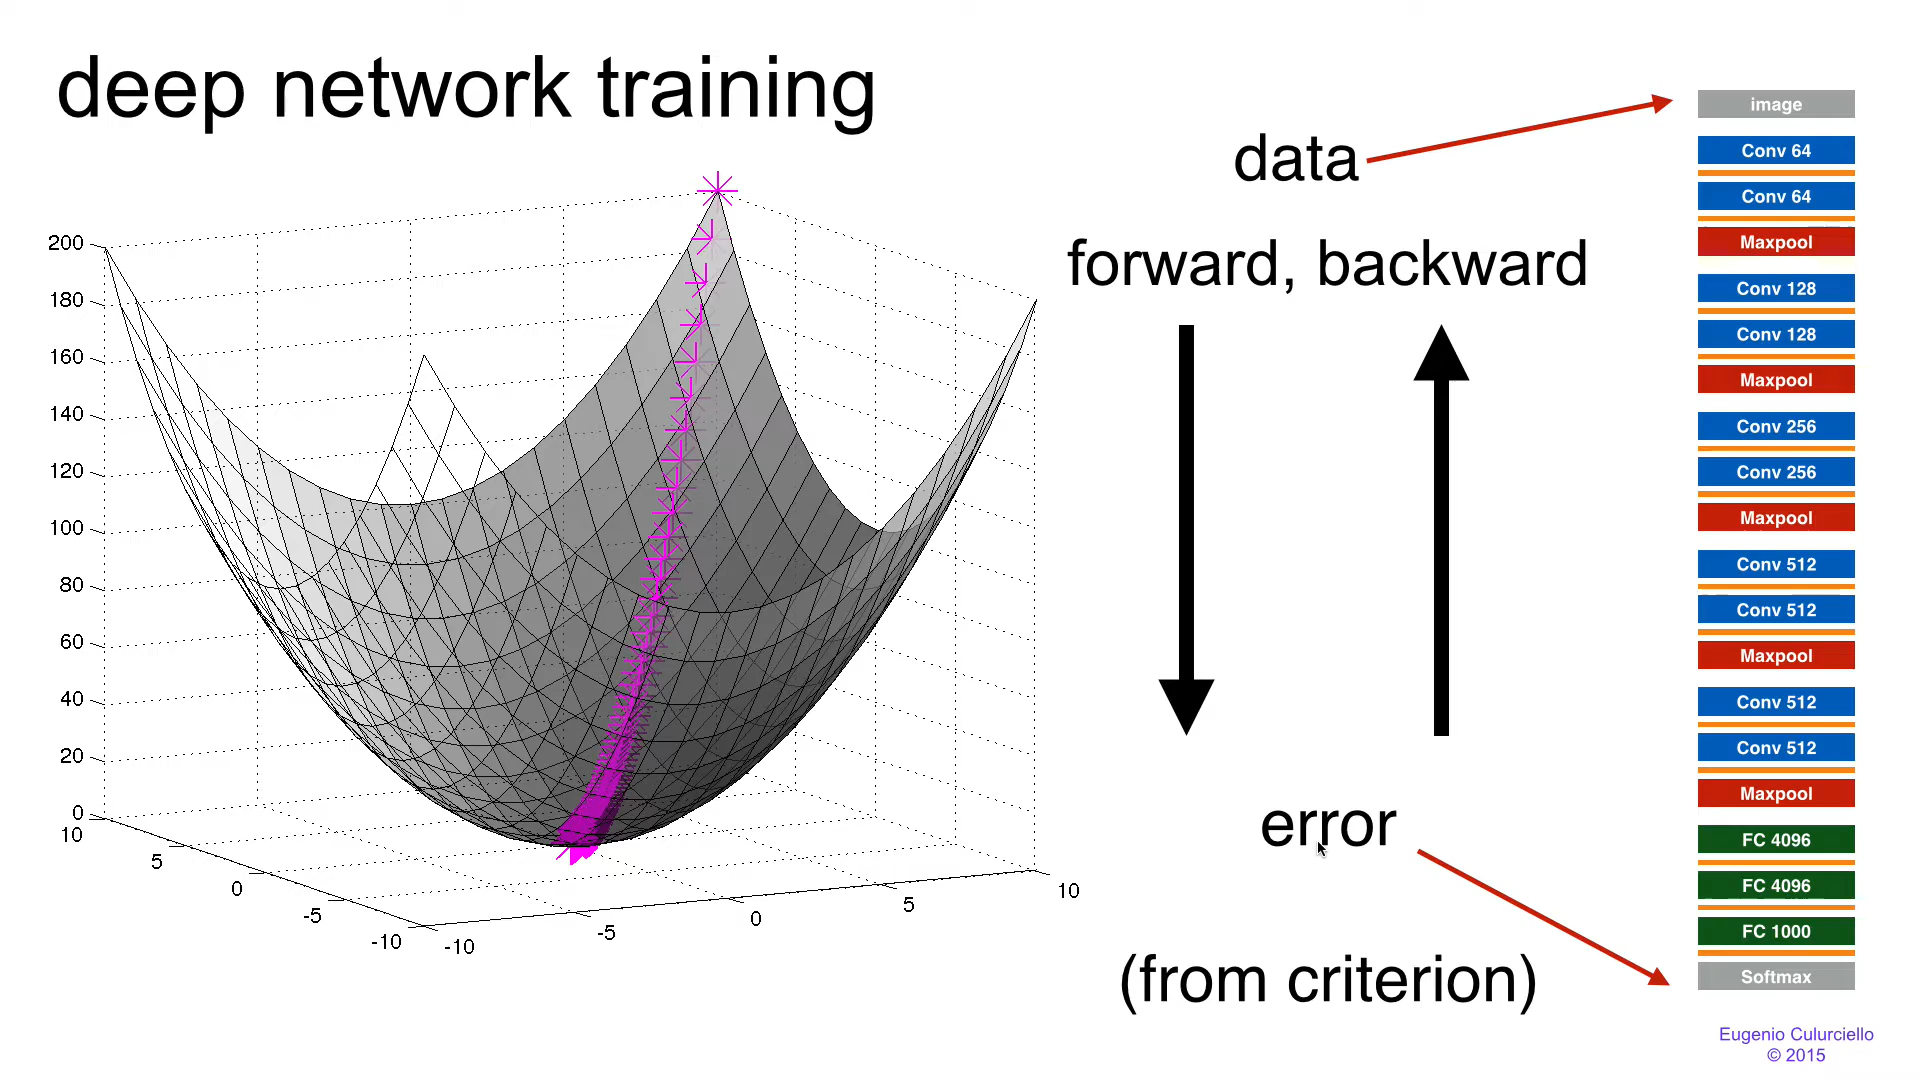 deep network training
200
180
160
140
120
100
80
60
40
20
0
10
5
0
-5
-10
-10
-5
0
5
10
data
forward, backward
error
(from criterion)
image
Conv 64
Conv 64
Maxpool
Conv 128
Conv 128
Maxpool
Conv 256
Conv 256
Maxpool
Conv 512
Conv 512
Maxpool
Conv 512
Conv 512
Maxpool
FC 4096
FC 4096
FC 1000
Softmax
Eugenio Culurciello
© 2015